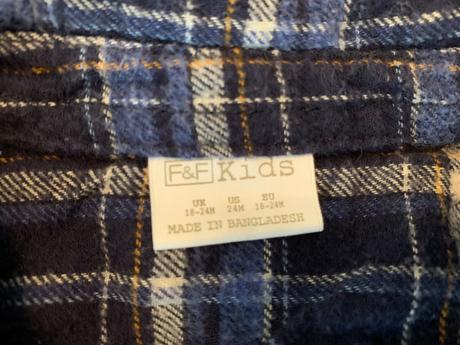 F&F Kids
UK US EU
18-24M 24M 18-24M
MADE IN BANGLADESH